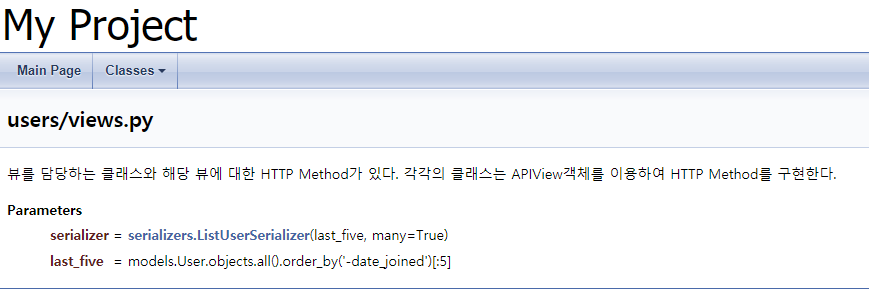 My Project
Main Page Classes
users/views.py
뷰를 담당하는 클래스와 해당 뷰에 대한 HTTP Method가 있다. 각각의 클래스는 APIView객체를 이용하여 HTTP Method를 구현한다.
Parameters
serializer = serializers.ListUserSerializer(last_five, many=True)
last_five = models.User.objects.all().order_by('-date_joined')[:5]